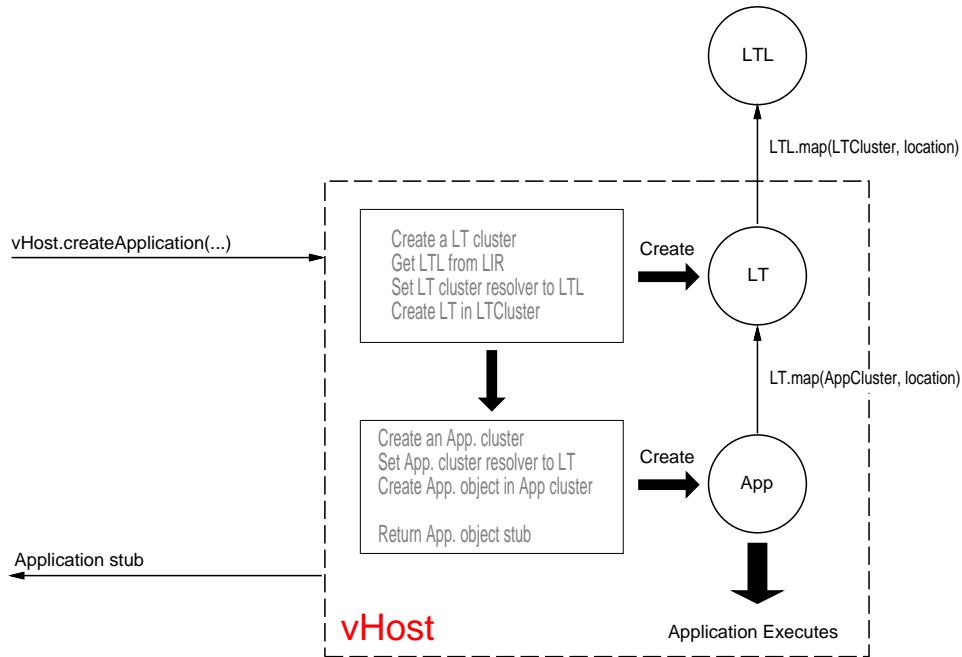 LTL
LTL.map(LTCluster, location)
vHost.createApplication(...)
Create a LT cluster
Get LTL from LIR
Set LT cluster resolver to LTL
Create LT in LTCluster
Create
LT
LT.map(AppCluster, location)
Create an App. cluster
Set App. cluster resolver to LT
Create App. object in App cluster
Return App. object stub
Create
App
Application stub
vHost
Application Executes